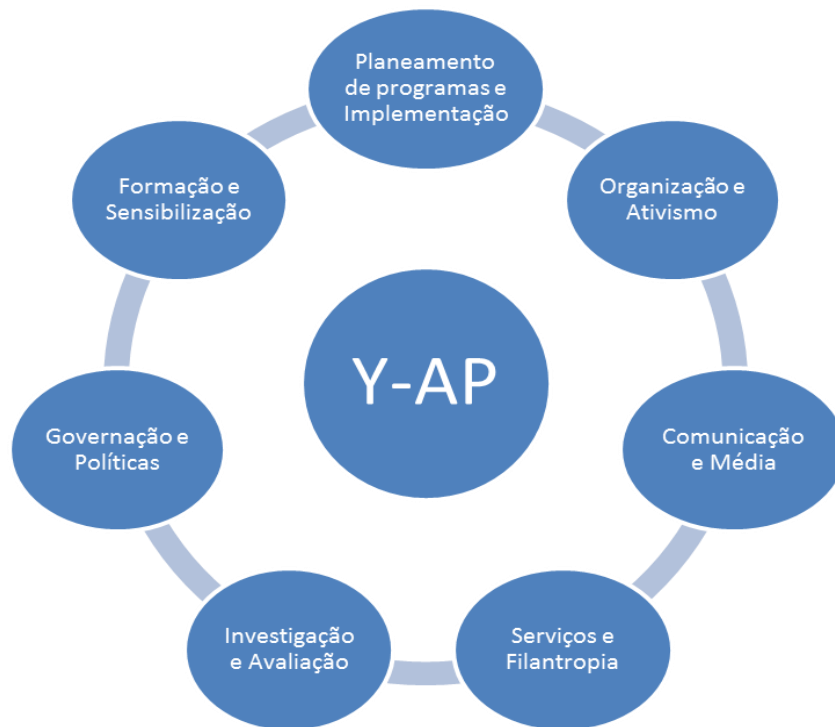 Planeamento
de programas e
Implementação
Organização e
Ativismo
Comunicação
e Média
Serviços e
Filantropia
Investigação
e Avaliação
Governação e
Políticas
Formação e
Sensibilização
Y-AP